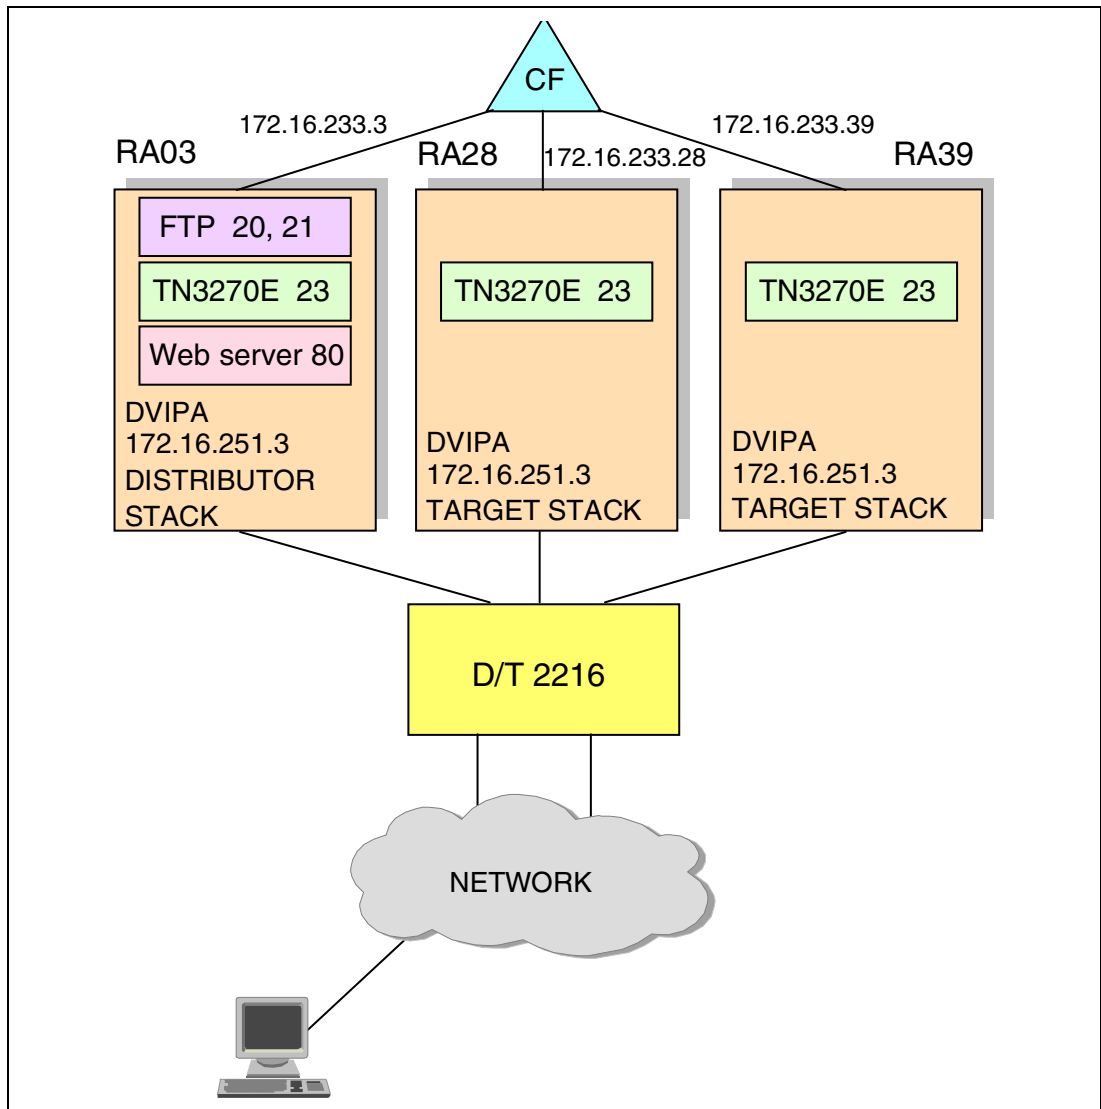 CF
172.16.233.3
172.16.233.39
RA03
RA28
172.16.233.28
RA39
FTP 20, 21
TN3270E 23
Web server 80
DVIPA
172.16.251.3
DISTRIBUTOR
STACK
TN3270E 23
DVIPA
172.16.251.3
TARGET STACK
TN3270E 23
DVIPA
172.16.251.3
TARGET STACK
D/T 2216
NETWORK